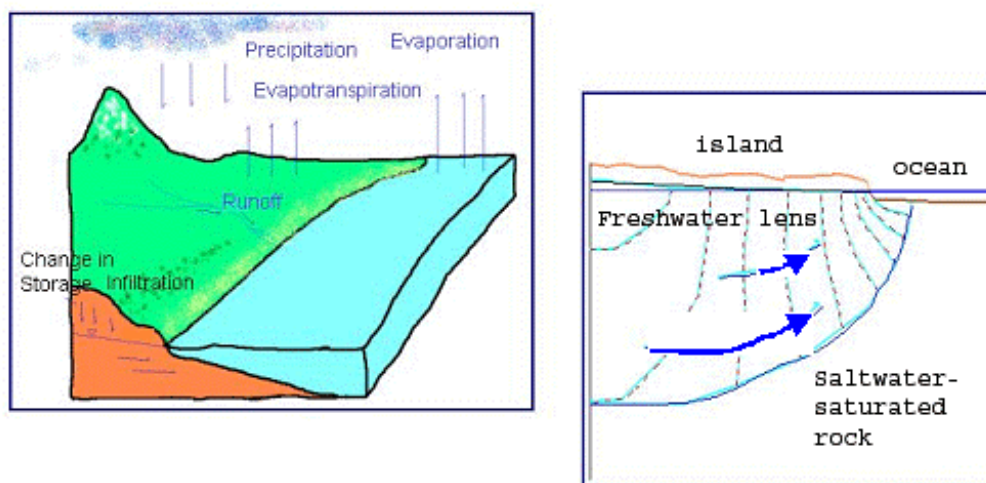 Precipitation
Evaporation
Evapotranspiration
Runoff
Change in
Storage Infiltration
island
ocean
Freshwater lens
Saltwater-
saturated
rock